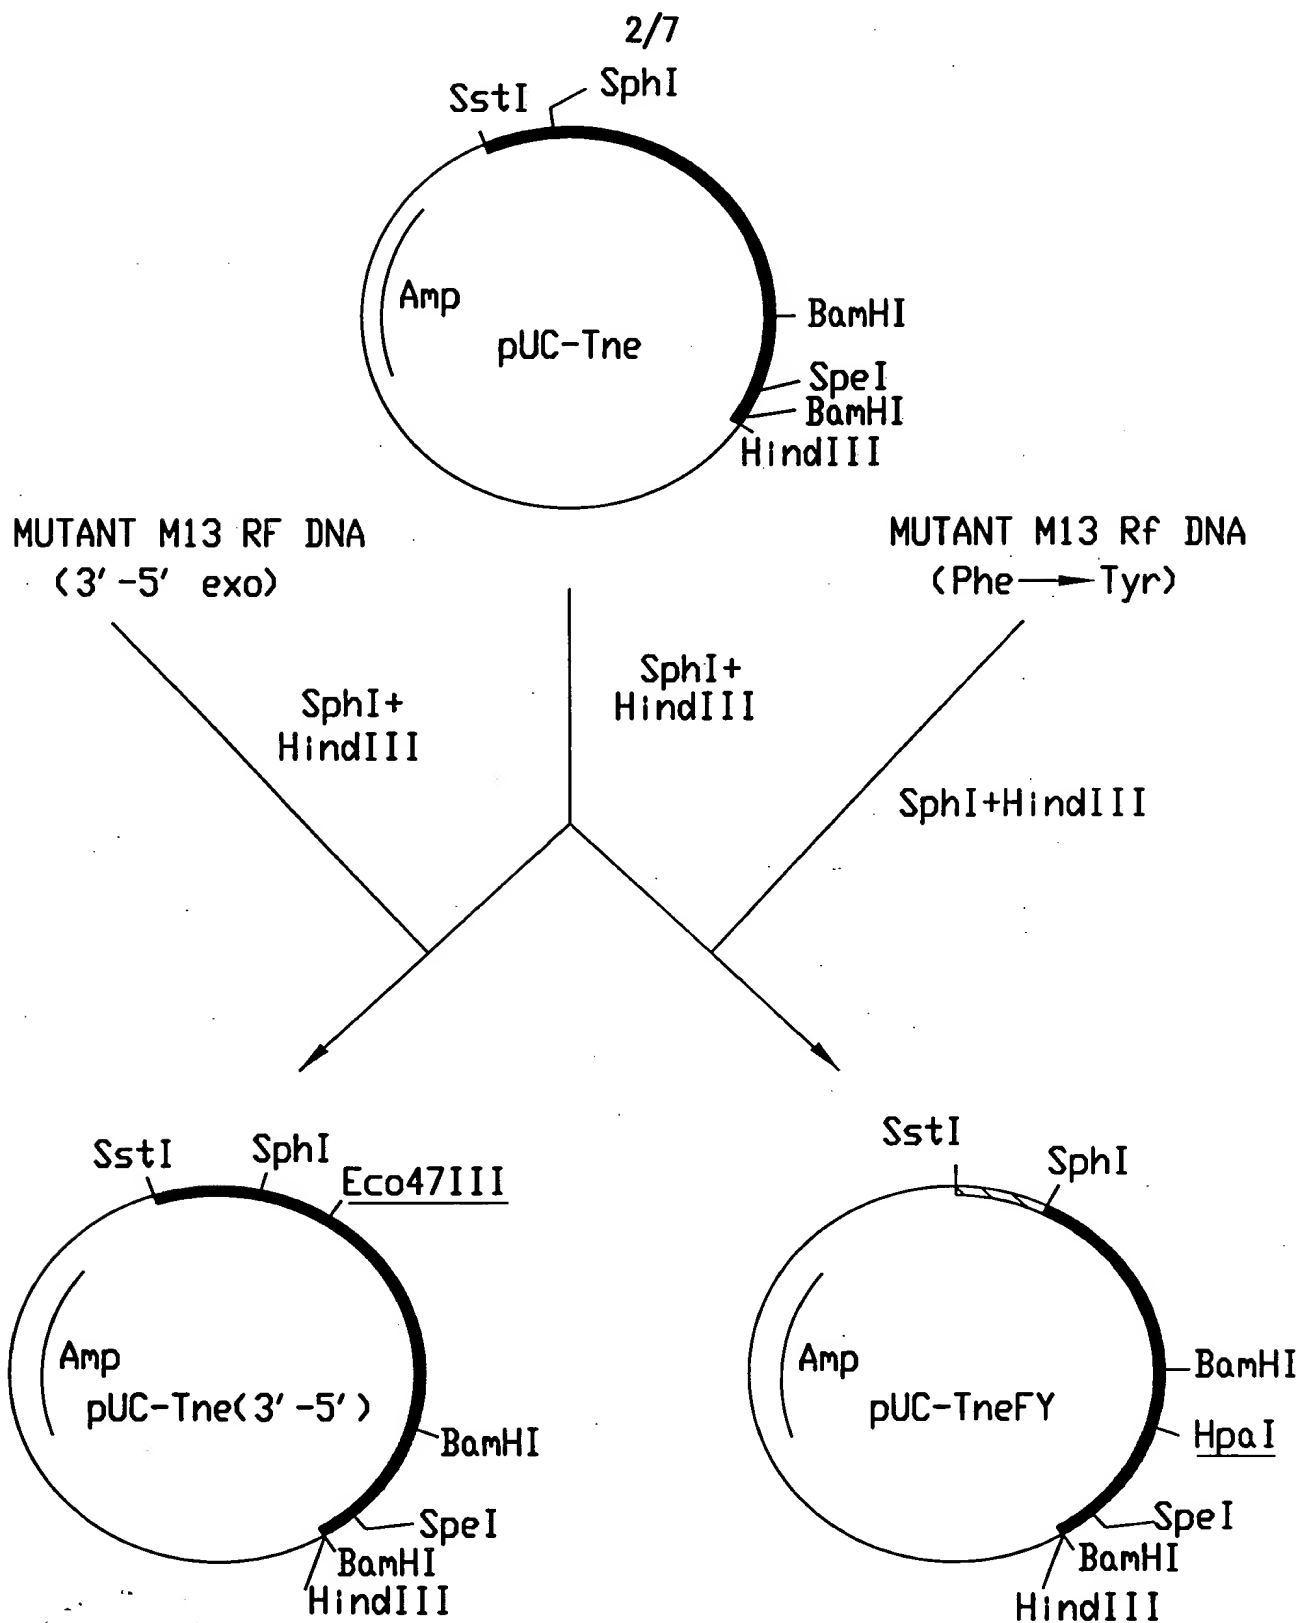 2/7
SstI
SphI
Amp
pUC-Tne
BamHI
SpeI
BamHI
HindIII
MUTANT M13 RF DNA
(3'-5' exo)
MUTANT M13 Rf DNA
(Phe → Tyr)
SphI+
HindIII
SphI+
HindIII
SphI+HindIII
SstI
SphI
Eco47III
Amp
pUC-Tne(3'-5')
BamHI
SpeI
BamHI
HindIII
SstI
SphI
Amp
pUC-TneFY
BamHI
HpaI
SpeI
BamHI
HindIII